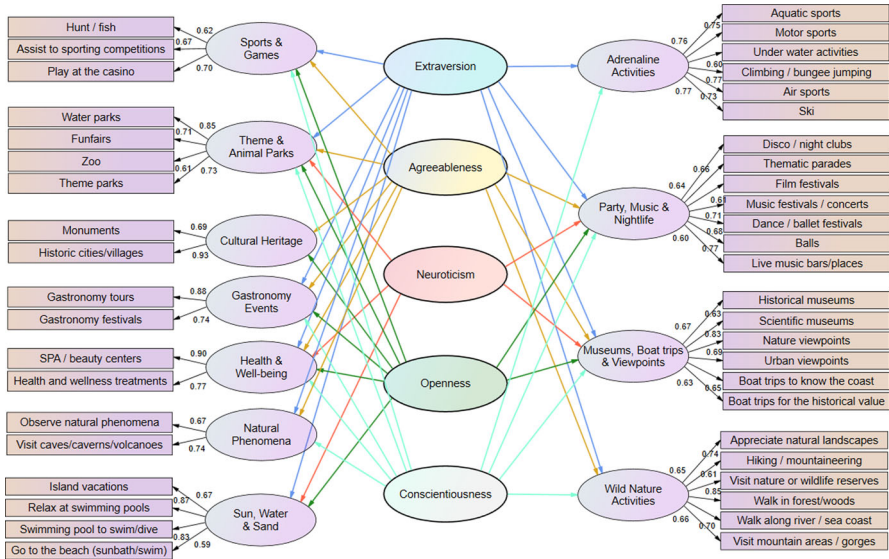 Hunt / fish
Assist to sporting competitions
Play at the casino
0.62
0.67
0.70
Sports &
Games
Water parks
Funfairs
Zoo
Theme parks
0.85
0.71
0.61
0.73
Theme &
Animal Parks
Monuments
Historic cities/villages
0.69
0.93
Cultural Heritage
Gastronomy tours
Gastronomy festivals
0.88
0.74
Gastronomy
Events
SPA / beauty centers
Health and wellness treatments
0.90
0.77
Health &
Well-being
Observe natural phenomena
Visit caves/caverns/volcanoes
0.67
0.74
Natural
Phenomena
Island vacations
Relax at swimming pools
Swimming pool to swim/dive
Go to the beach (sunbath/swim)
0.67
0.87
0.83
0.59
Sun, Water
& Sand
Extraversion
Agreeableness
Neuroticism
Openness
Conscientiousness
Adrenaline
Activities
0.76
0.75
0.60
0.77
0.77
0.73
Aquatic sports
Motor sports
Under water activities
Climbing / bungee jumping
Air sports
Ski
Party, Music &
Nightlife
0.64
0.66
0.63
0.71
0.68
0.60
0.77
Disco / night clubs
Thematic parades
Film festivals
Music festivals / concerts
Dance / ballet festivals
Balls
Live music bars/places
Museums, Boat trips
& Viewpoints
0.67
0.63
0.83
0.69
0.63
0.65
Historical museums
Scientific museums
Nature viewpoints
Urban viewpoints
Boat trips to know the coast
Boat trips for the historical value
Wild Nature
Activities
0.65
0.74
0.61
0.85
0.66
0.70
Appreciate natural landscapes
Hiking / mountaineering
Visit nature or wildlife reserves
Walk in forest/woods
Walk along river / sea coast
Visit mountain areas / gorges